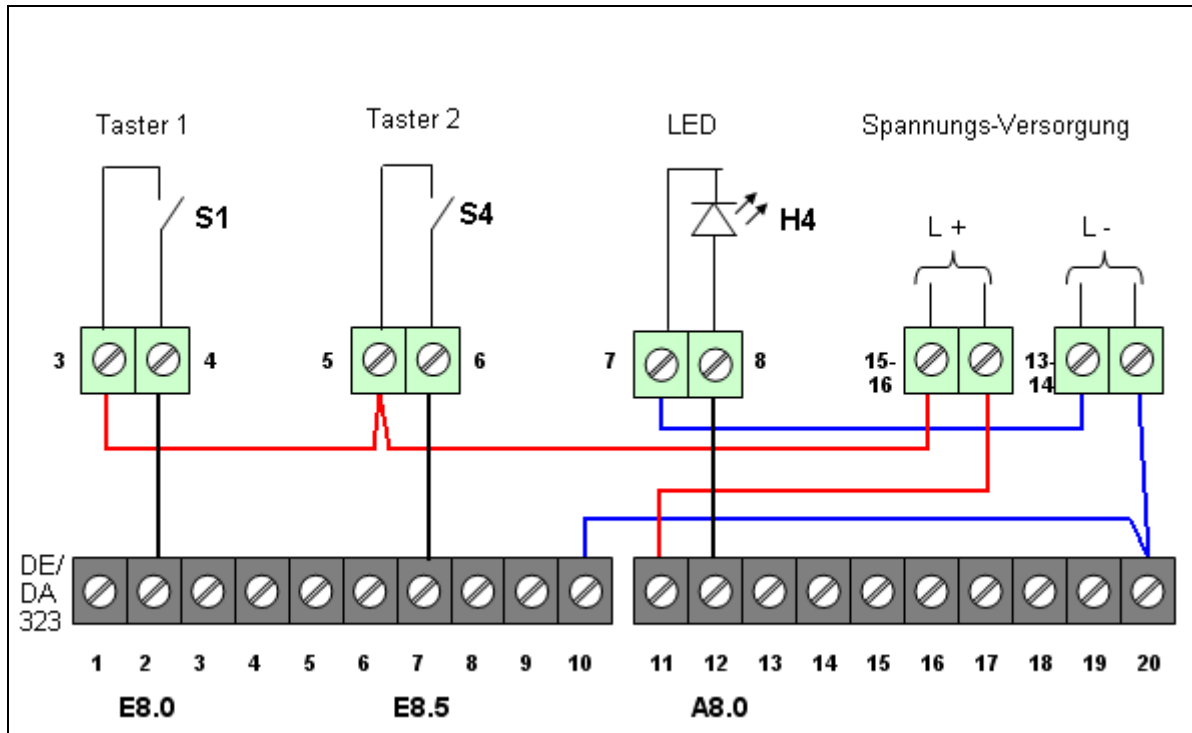 Taster 1
Taster 2
LED
Spannungs-Versorgung
S1
S4
H4
L +
L -
3
4
5
6
7
8
15-
16
13-
14
DE/
DA
323
1 2 3 4 5 6 7 8 9 10 11 12 13 14 15 16 17 18 19 20
E8.0
E8.5
A8.0